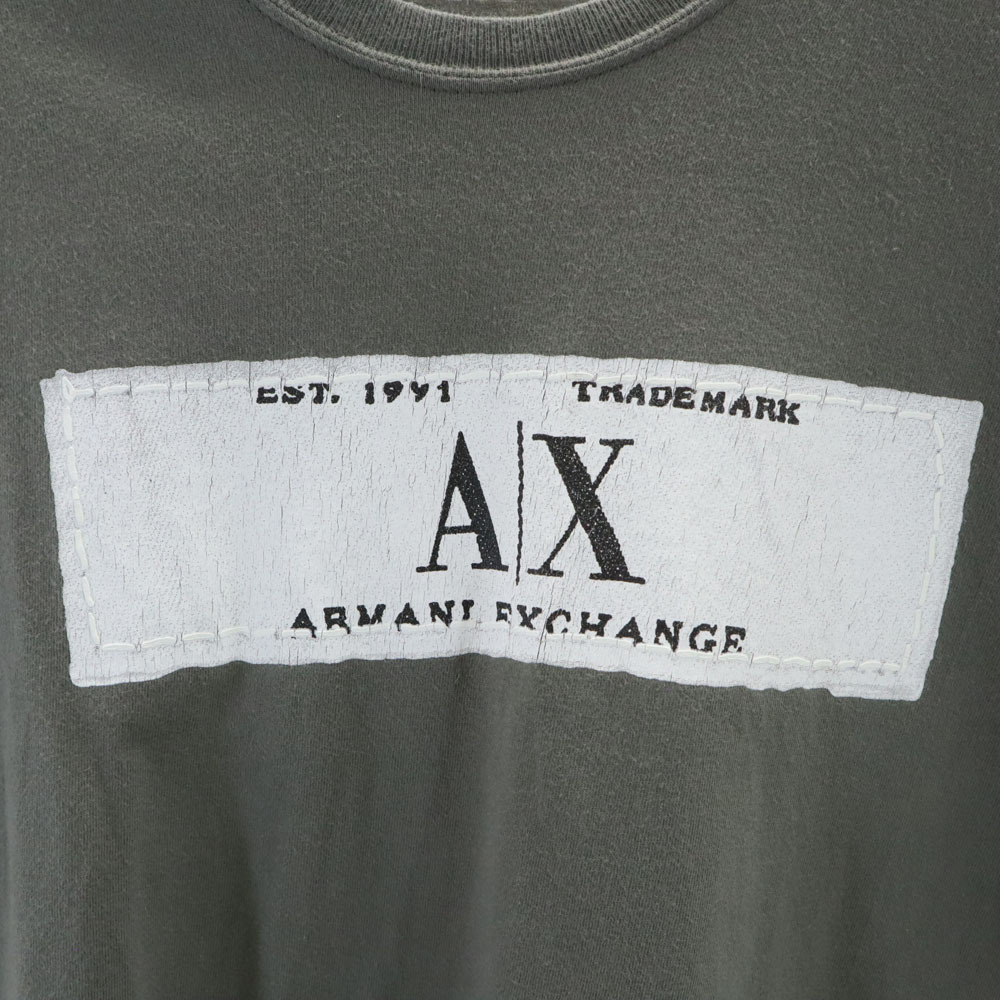 EST. 1991 TRADEMARK
A|X
ARMANI EXCHANGE